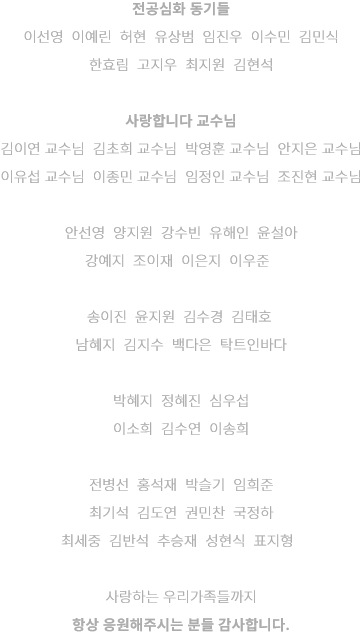 전공심화 동기들
이선영 이예린 허현 유상범 임진우 이수민 김민식
한효림 고지우 최지원 김현석
사랑합니다 교수님
김이연 교수님 김초희 교수님 박영훈 교수님 안지은 교수님
이유섭 교수님 이종민 교수님 임정인 교수님 조진현 교수님
안선영 양지원 강수빈 유해인 윤설아
강예지 조이재 이은지 이우준
송이진 윤지원 김수경 김태호
남혜지 김지수 백다은 탁트인바다
박혜지 정혜진 심우섭
이소희 김수연 이송희
전병선 홍석재 박슬기 임희준
최기석 김도연 권민찬 국정하
최세중 김반석 추승재 성현식 표지형
사랑하는 우리가족들까지
항상 응원해주시는 분들 감사합니다.